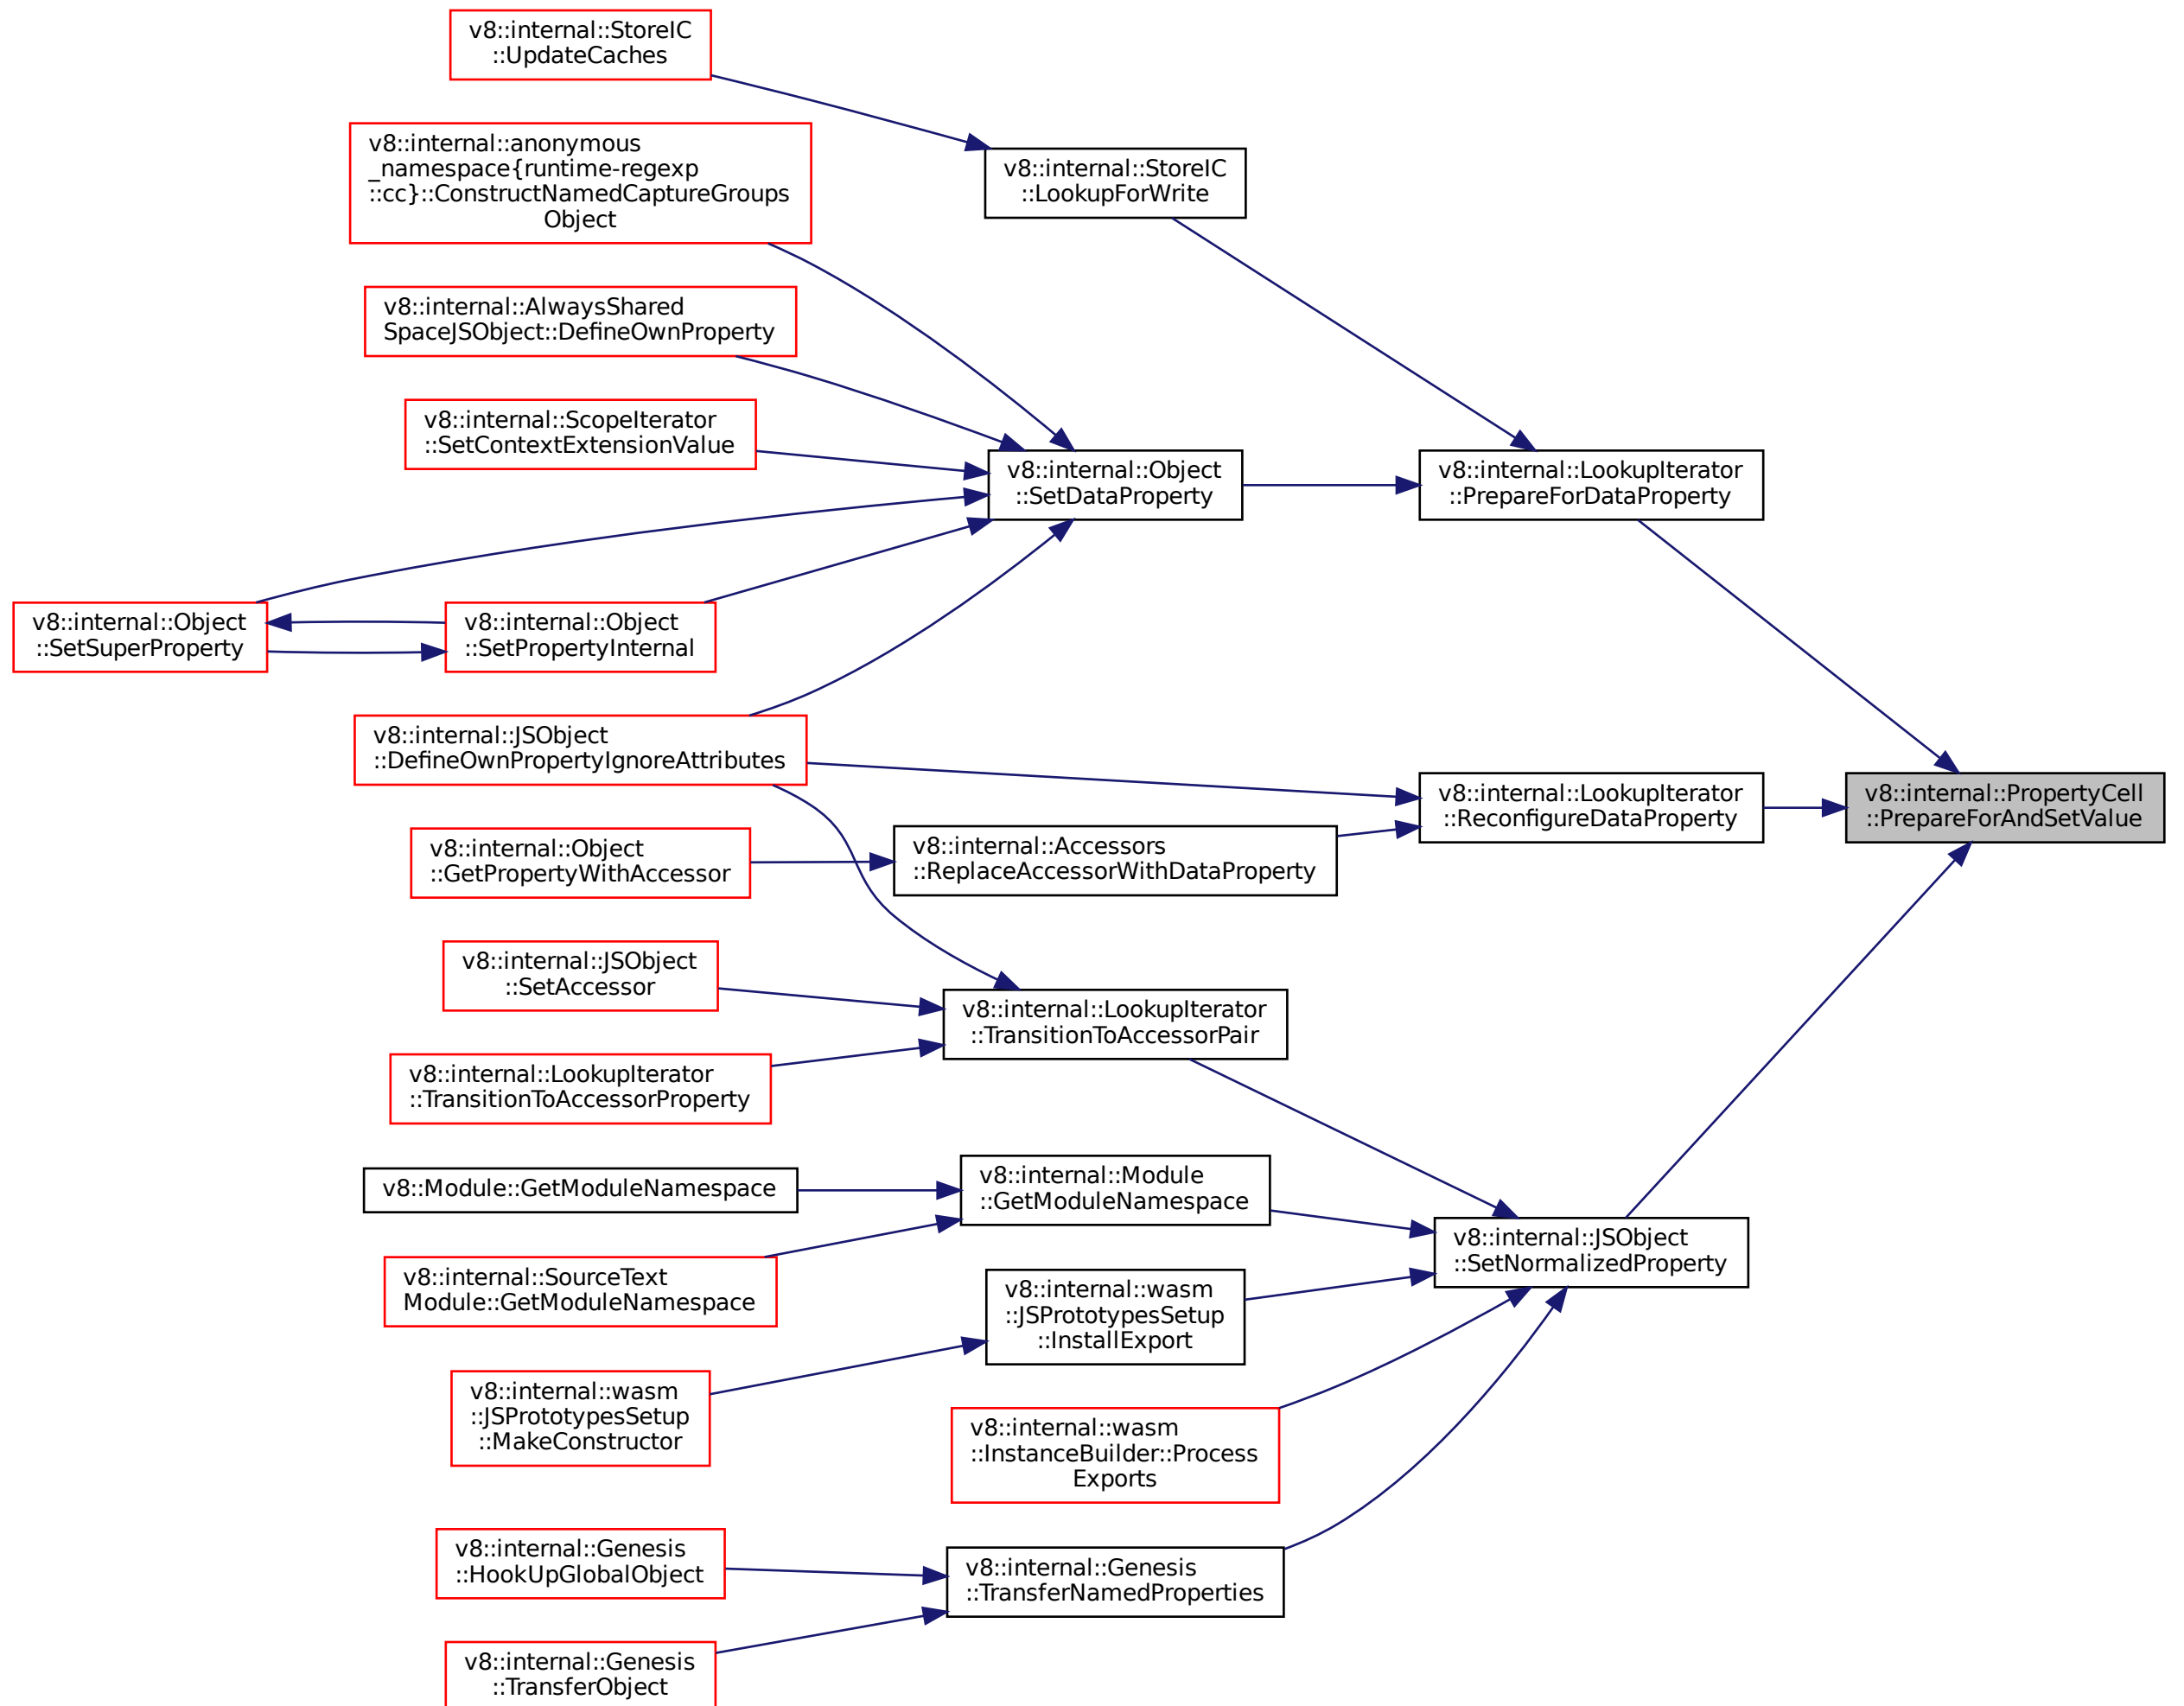 v8::internal::StoreIC
::UpdateCaches
v8::internal::anonymous
_namespace{runtime-regexp
::cc}::ConstructNamedCaptureGroups
Object
v8::internal::StoreIC
::LookupForWrite
v8::internal::AlwaysShared
SpaceJSObject::DefineOwnProperty
v8::internal::ScopeIterator
::SetContextExtensionValue
v8::internal::Object
::SetDataProperty
v8::internal::LookupIterator
::PrepareForDataProperty
v8::internal::Object
::SetSuperProperty
v8::internal::Object
::SetPropertyInternal
v8::internal::JSObject
::DefineOwnPropertyIgnoreAttributes
v8::internal::LookupIterator
::ReconfigureDataProperty
v8::internal::PropertyCell
::PrepareForAndSetValue
v8::internal::Object
::GetPropertyWithAccessor
v8::internal::Accessors
::ReplaceAccessorWithDataProperty
v8::internal::JSObject
::SetAccessor
v8::internal::LookupIterator
::TransitionToAccessorPair
v8::internal::LookupIterator
::TransitionToAccessorProperty
v8::Module::GetModuleNamespace
v8::internal::Module
::GetModuleNamespace
v8::internal::JSObject
::SetNormalizedProperty
v8::internal::SourceText
Module::GetModuleNamespace
v8::internal::wasm
::JSPrototypesSetup
::InstallExport
v8::internal::wasm
::JSPrototypesSetup
::MakeConstructor
v8::internal::wasm
::InstanceBuilder::Process
Exports
v8::internal::Genesis
::HookUpGlobalObject
v8::internal::Genesis
::TransferNamedProperties
v8::internal::Genesis
::TransferObject